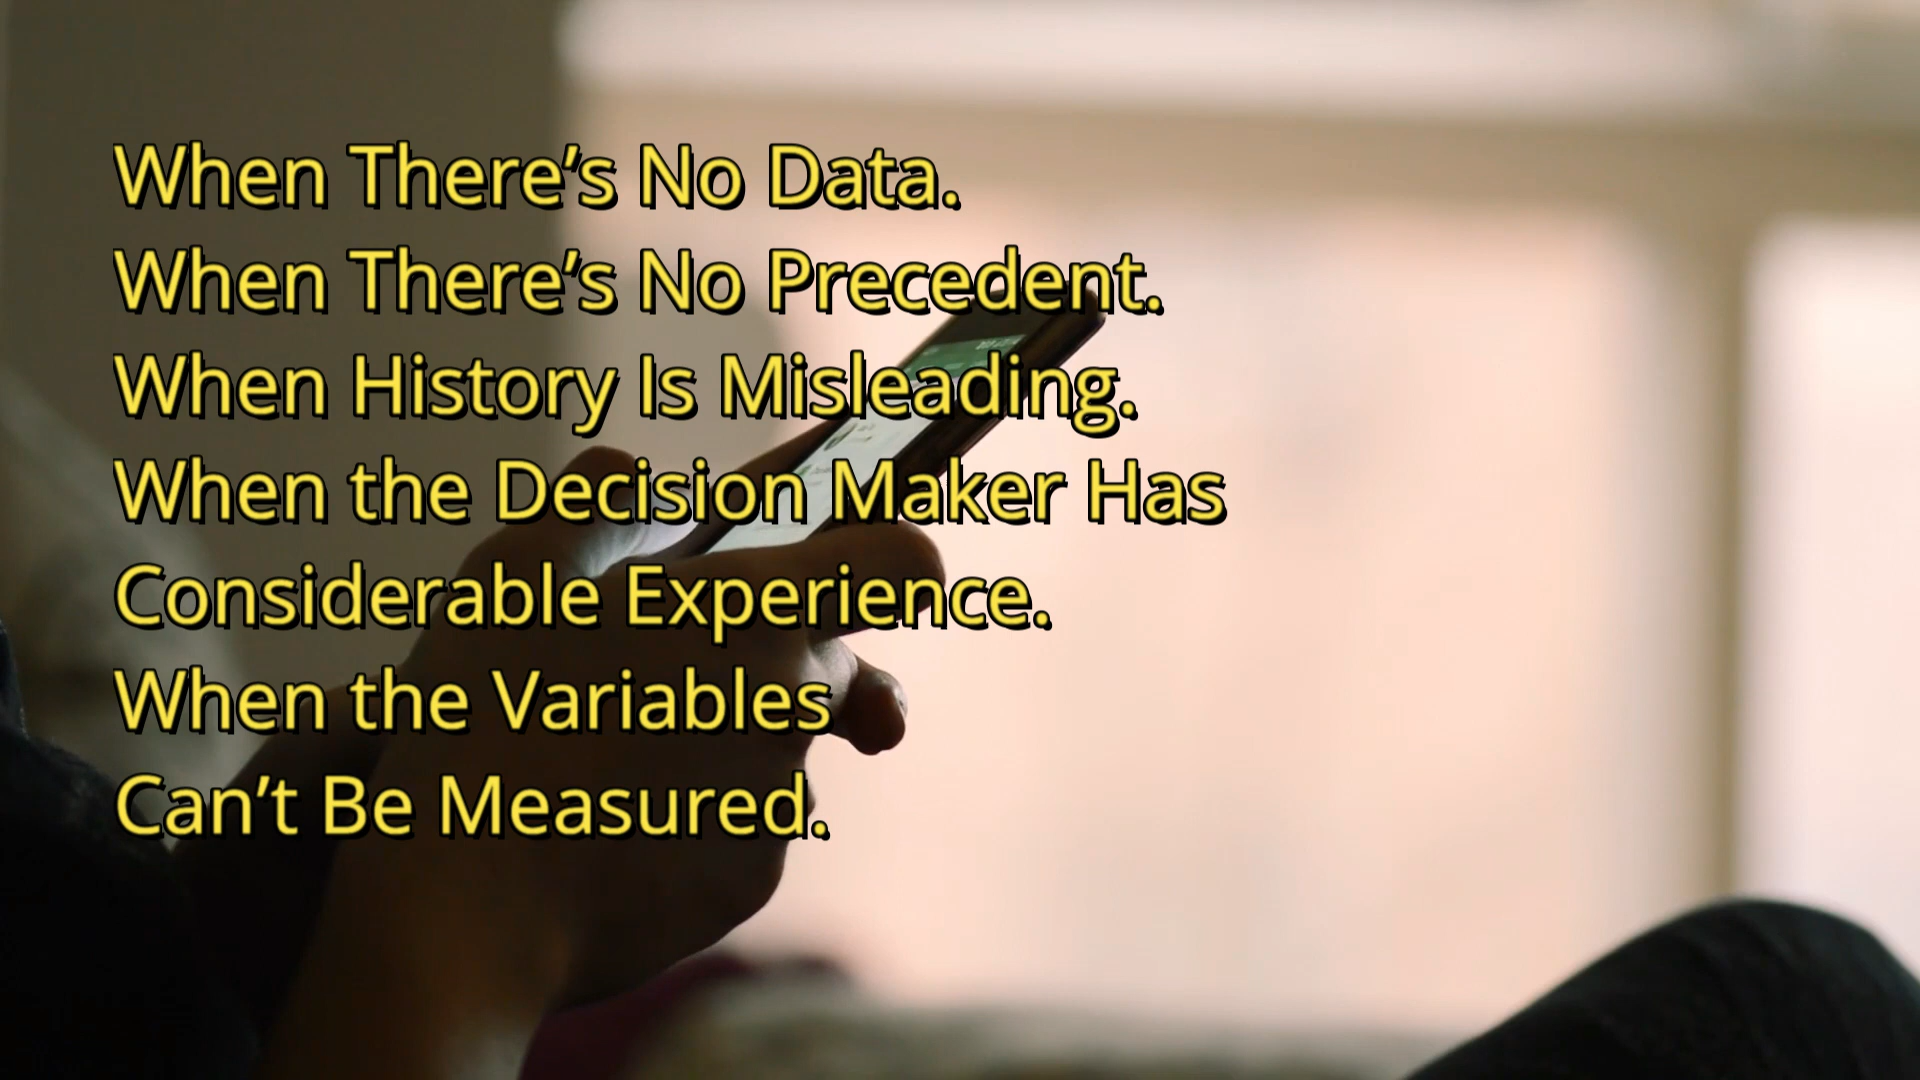 When There’s No Data.
When There’s No Precedent.
When History Is Misleading.
When the Decision Maker Has
Considerable Experience.
When the Variables
Can’t Be Measured.